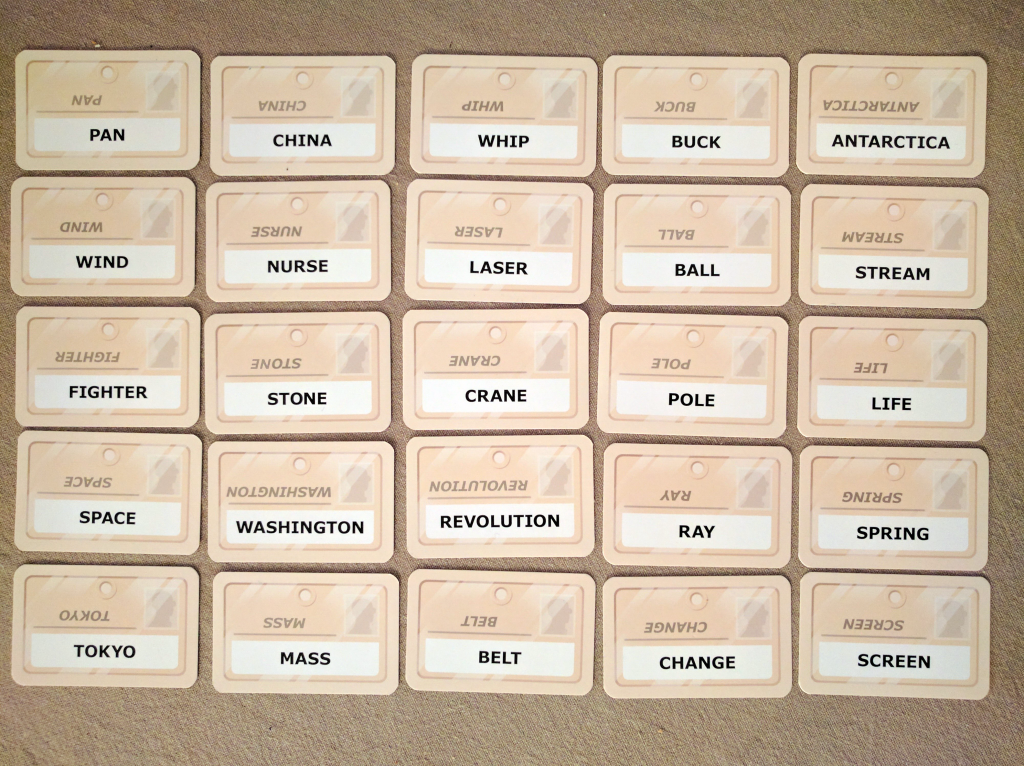 PAN
PAN
CHINA
CHINA
WHIP
WHIP
BUCK
BUCK
ANTARCTICA
ANTARCTICA
WIND
WIND
NURSE
NURSE
LASER
LASER
BALL
BALL
STREAM
STREAM
FIGHTER
FIGHTER
STONE
STONE
CRANE
CRANE
POLE
POLE
LIFE
LIFE
SPACE
SPACE
WASHINGTON
WASHINGTON
REVOLUTION
REVOLUTION
RAY
RAY
SPRING
SPRING
TOKYO
TOKYO
MASS
MASS
BELT
BELT
CHANGE
CHANGE
SCREEN
SCREEN